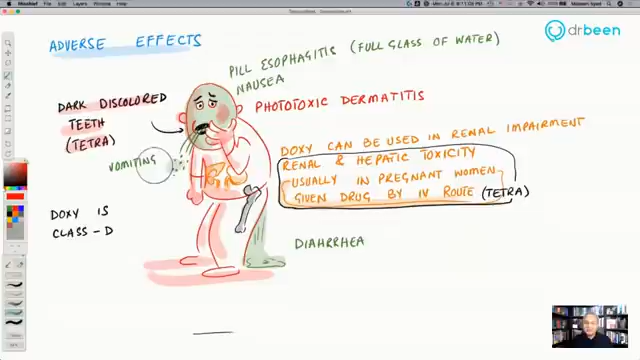 ADVERSE EFFECTS
drbeen
PILL ESOPHAGITIS (FULL GLASS OF WATER)
NAUSEA
DARK DISCOLORED
TEETH
(TETRA)
PHOTOTOXIC DERMATITIS
VOMITING
DOXY CAN BE USED IN RENAL IMPAIRMENT
RENAL & HEPATIC TOXICITY
USUALLY IN PREGNANT WOMEN
GIVEN DRUG BY IV ROUTE (TETRA)
DOXY IS
CLASS-D
DIAHRRHEA